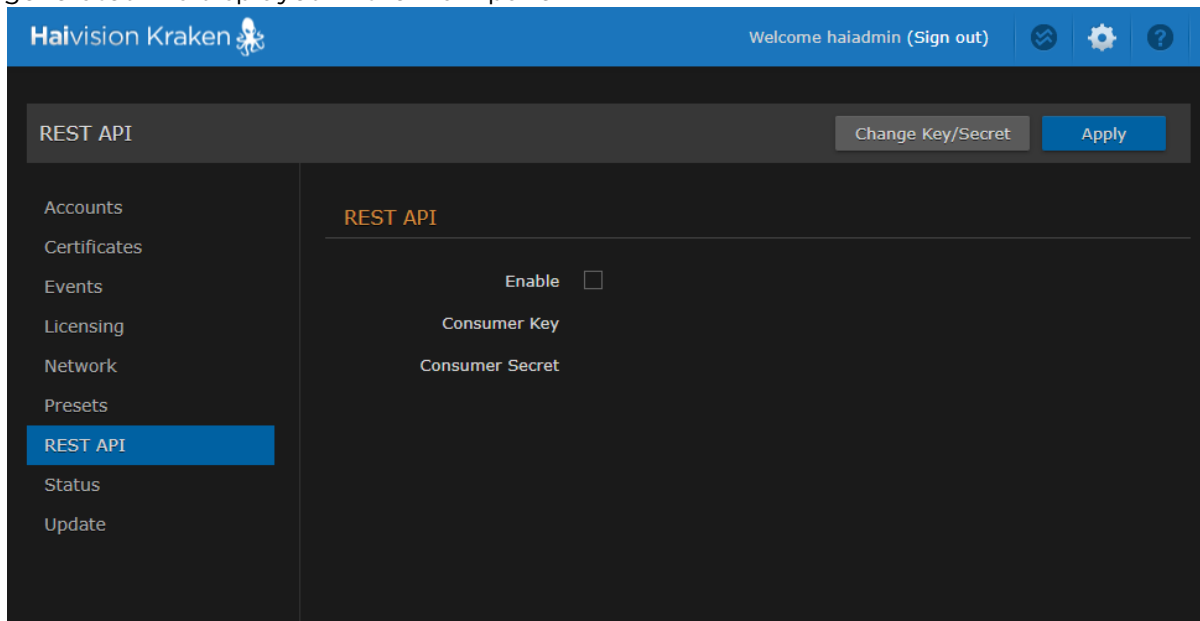 Haivision Kraken
Welcome haiadmin (Sign out)
REST API
Change Key/Secret
Apply
Accounts
Certificates
Events
Licensing
Network
Presets
REST API
Status
Update
REST API
Enable
Consumer Key
Consumer Secret